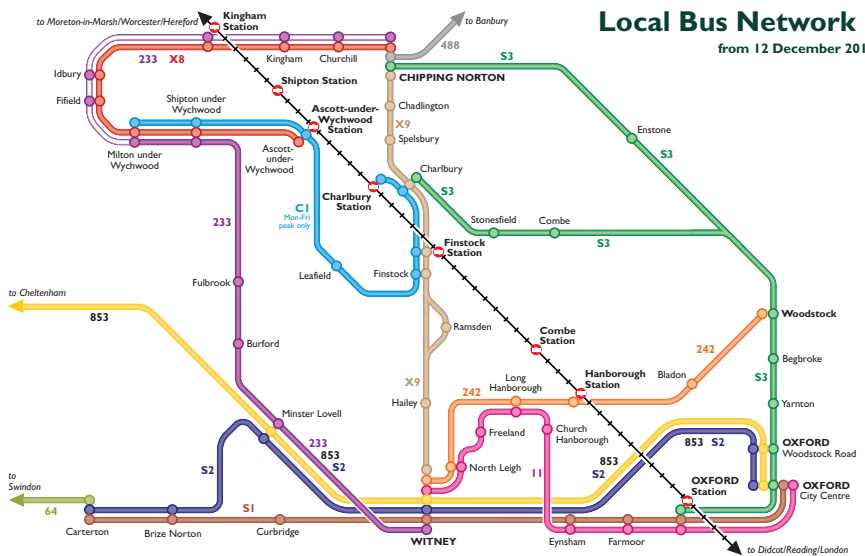 Local Bus Network
from 12 December 201
to Moreton-in-Marsh/Worcester/Hereford
Kingham
Station
to Banbury
488
233
X8
Kingham
Churchill
S3
Idbury
Shipton Station
CHIPPING NORTON
Fifield
Shipton under
Wychwood
Ascott-under-
Wychwood
Station
Chadlington
X9
Enstone
Spelsbury
S3
Milton under
Wychwood
Ascott-
under-
Wychwood
Charlbury
Charlbury
Station
S3
C1
Mon-Fri
peak only
233
Stonesfield
Combe
S3
Finstock
Station
Leafield
Finstock
Fulbrook
to Cheltenham
853
Ramsden
Woodstock
Burford
Combe
Station
242
Begbroke
Hanborough
Station
Bladon
S3
X9
242
Long
Hanborough
Hailey
Yarnton
Minster Lovell
Freeland
Church
Hanborough
233
853
S2
853
S2
OXFORD
Woodstock Road
853
S2
North Leigh
11
S2
to
Swindon
64
OXFORD
Station
OXFORD
City Centre
S1
Carterton
Brize Norton
Curbridge
WITNEY
Eynsham
Farmoor
to Didcot/Reading/London